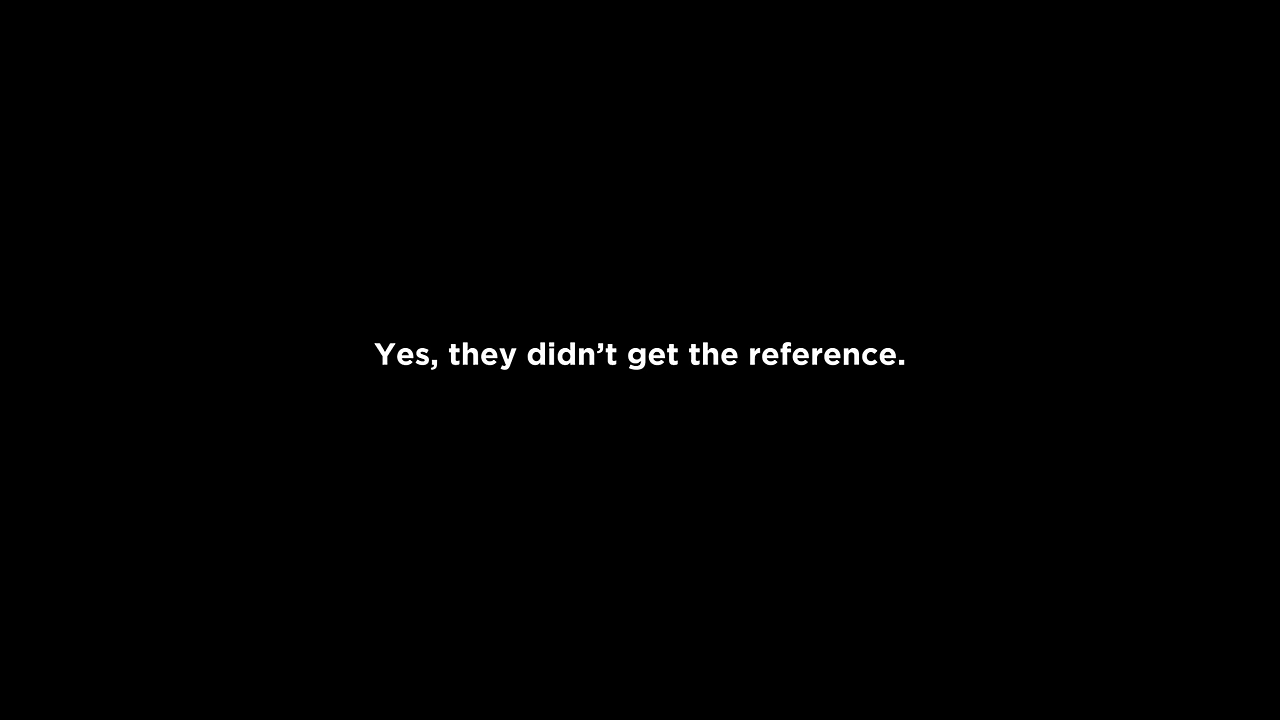 Yes, they didn’t get the reference.